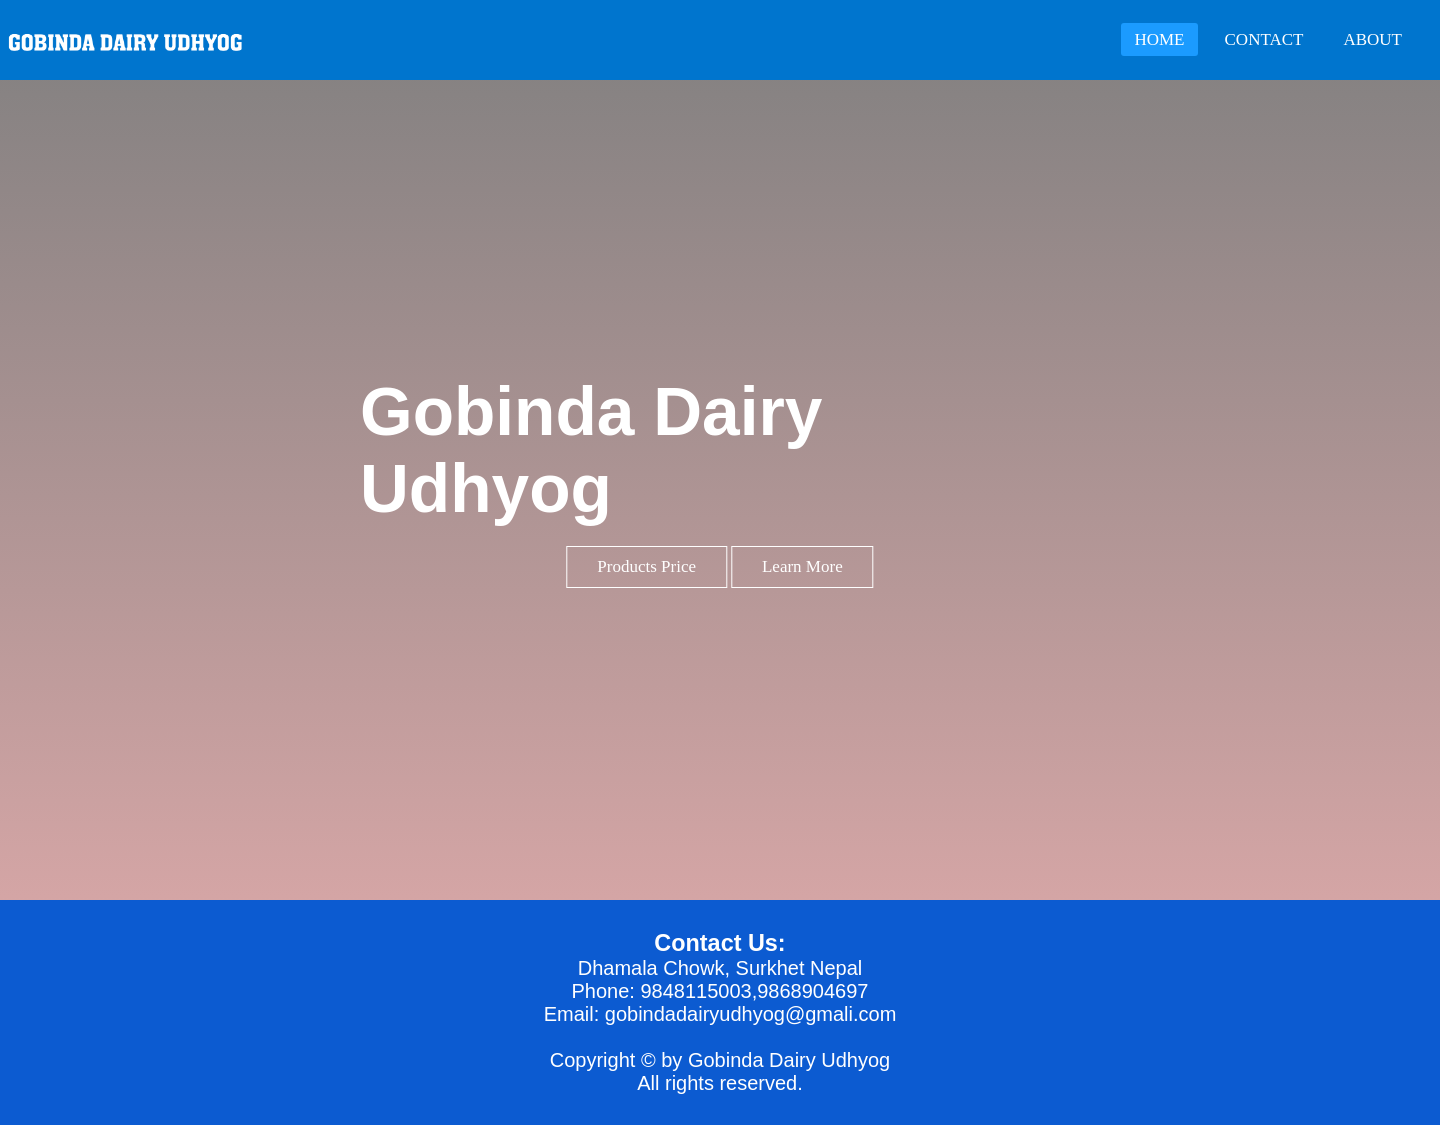 GOBINDA DAIRY UDHYOG
HOME
CONTACT
ABOUT
Gobinda Dairy
Udhyog
Products Price
Learn More
Contact Us:
Dhamala Chowk, Surkhet Nepal
Phone: 9848115003,9868904697
Email: gobindadairyudhyog@gmali.com
Copyright © by Gobinda Dairy Udhyog
All rights reserved.